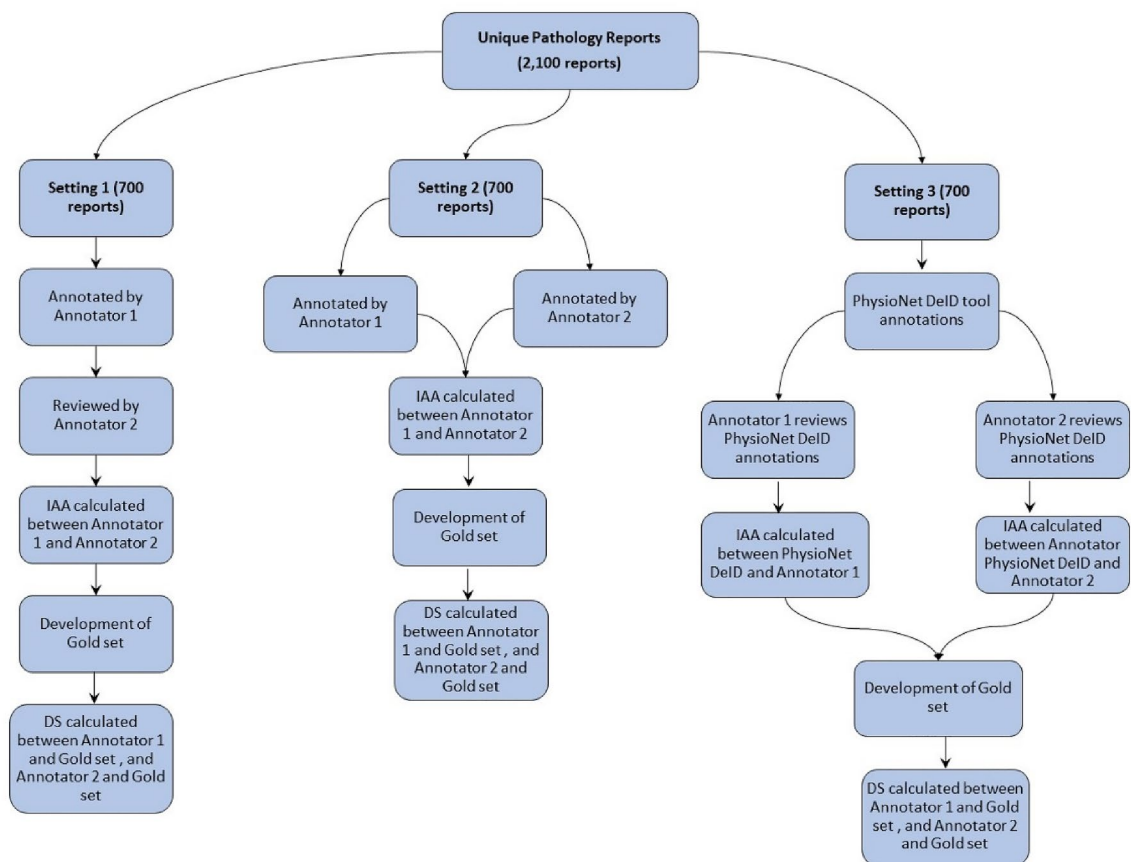 Unique Pathology Reports
(2,100 reports)
Setting 1 (700
reports)
Annotated by
Annotator 1
Reviewed by
Annotator 2
IAA calculated
between Annotator
1 and Annotator 2
Development of
Gold set
DS calculated
between Annotator 1
and Gold set , and
Annotator 2 and Gold
set
Setting 2 (700
reports)
Annotated by
Annotator 1
Annotated by
Annotator 2
IAA calculated
between Annotator
1 and Annotator 2
Development of
Gold set
DS calculated
between Annotator
1 and Gold set , and
Annotator 2 and
Gold set
Setting 3 (700
reports)
PhysioNet DeID tool
annotations
Annotator 1 reviews
PhysioNet DeID
annotations
Annotator 2 reviews
PhysioNet DeID
annotations
IAA calculated
between PhysioNet
DeID and Annotator 1
IAA calculated
between Annotator
PhysioNet DeID and
Annotator 2
Development of Gold
set
DS calculated between
Annotator 1 and Gold
set , and Annotator 2
and Gold set